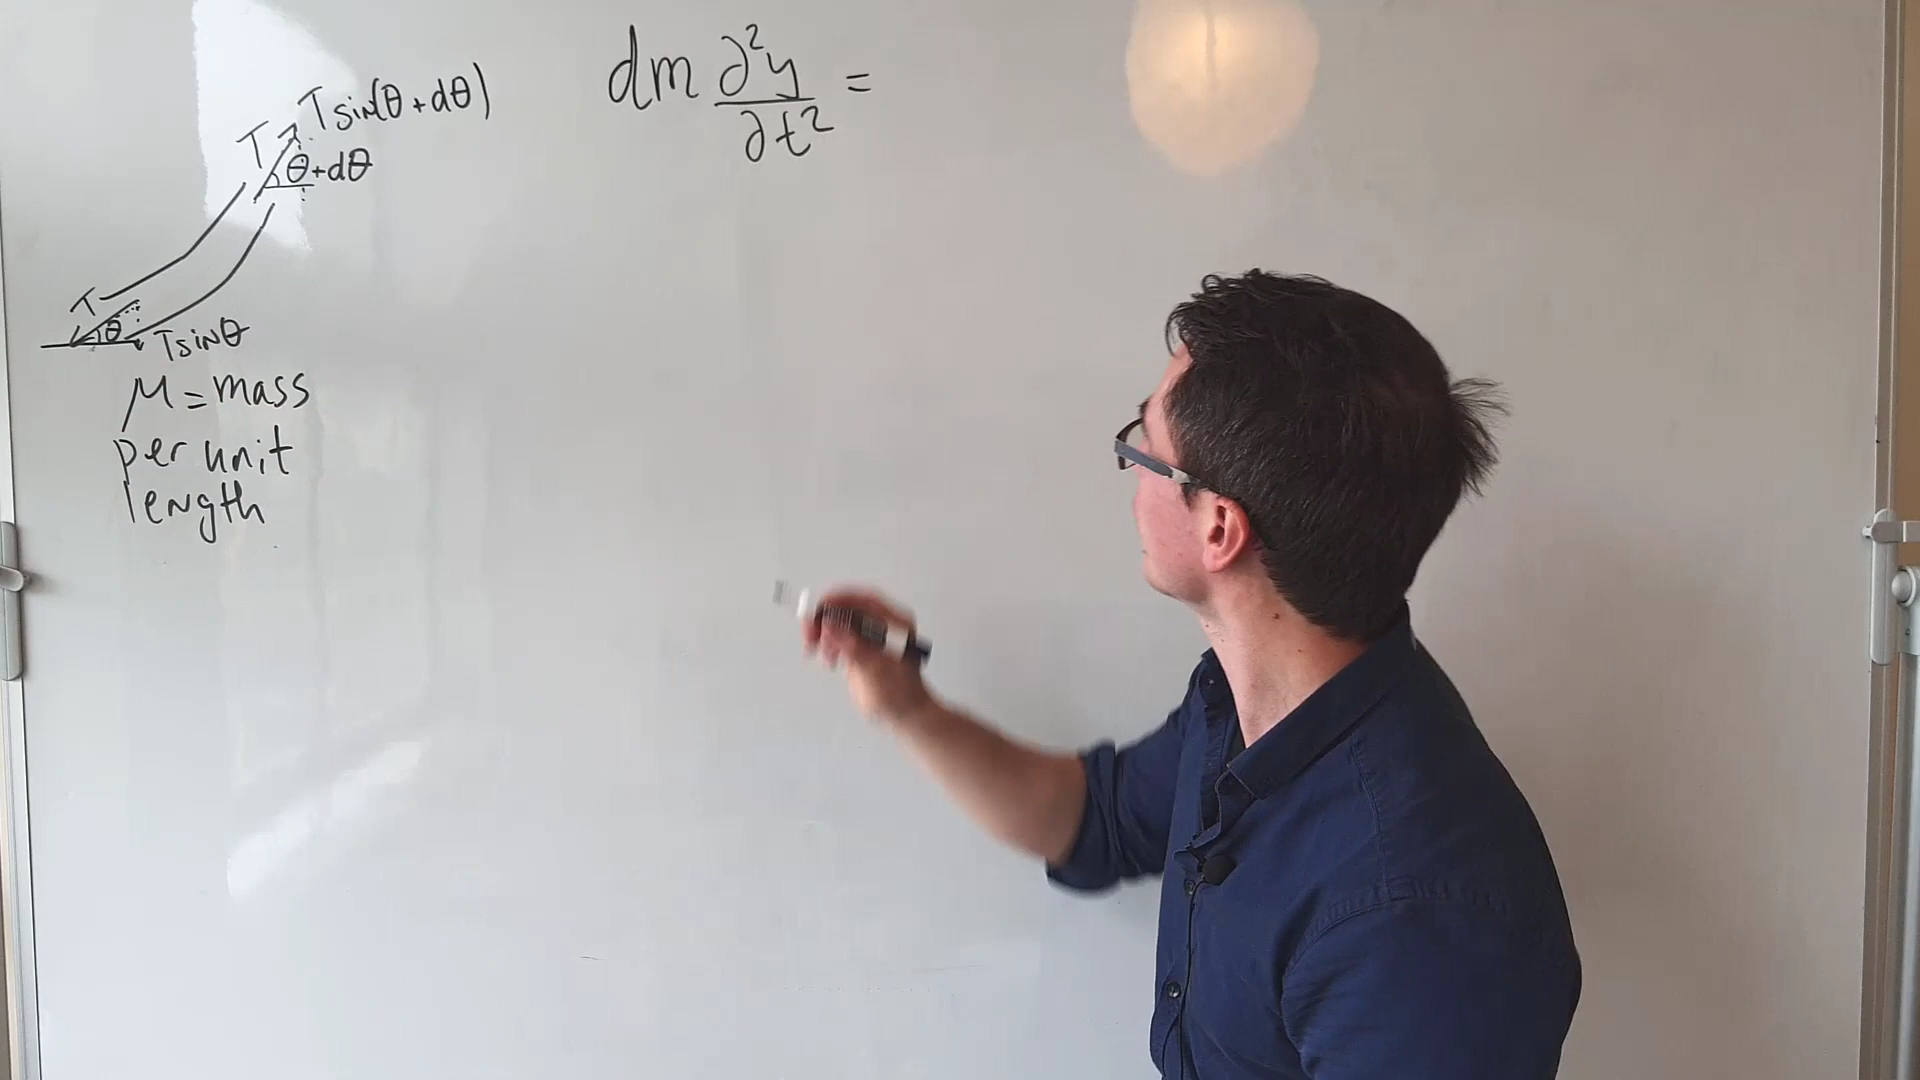 T sin(θ + dθ)
T
θ+dθ
T
θ
T sinθ
μ = mass
per unit
length
dm ∂²y/∂t² =